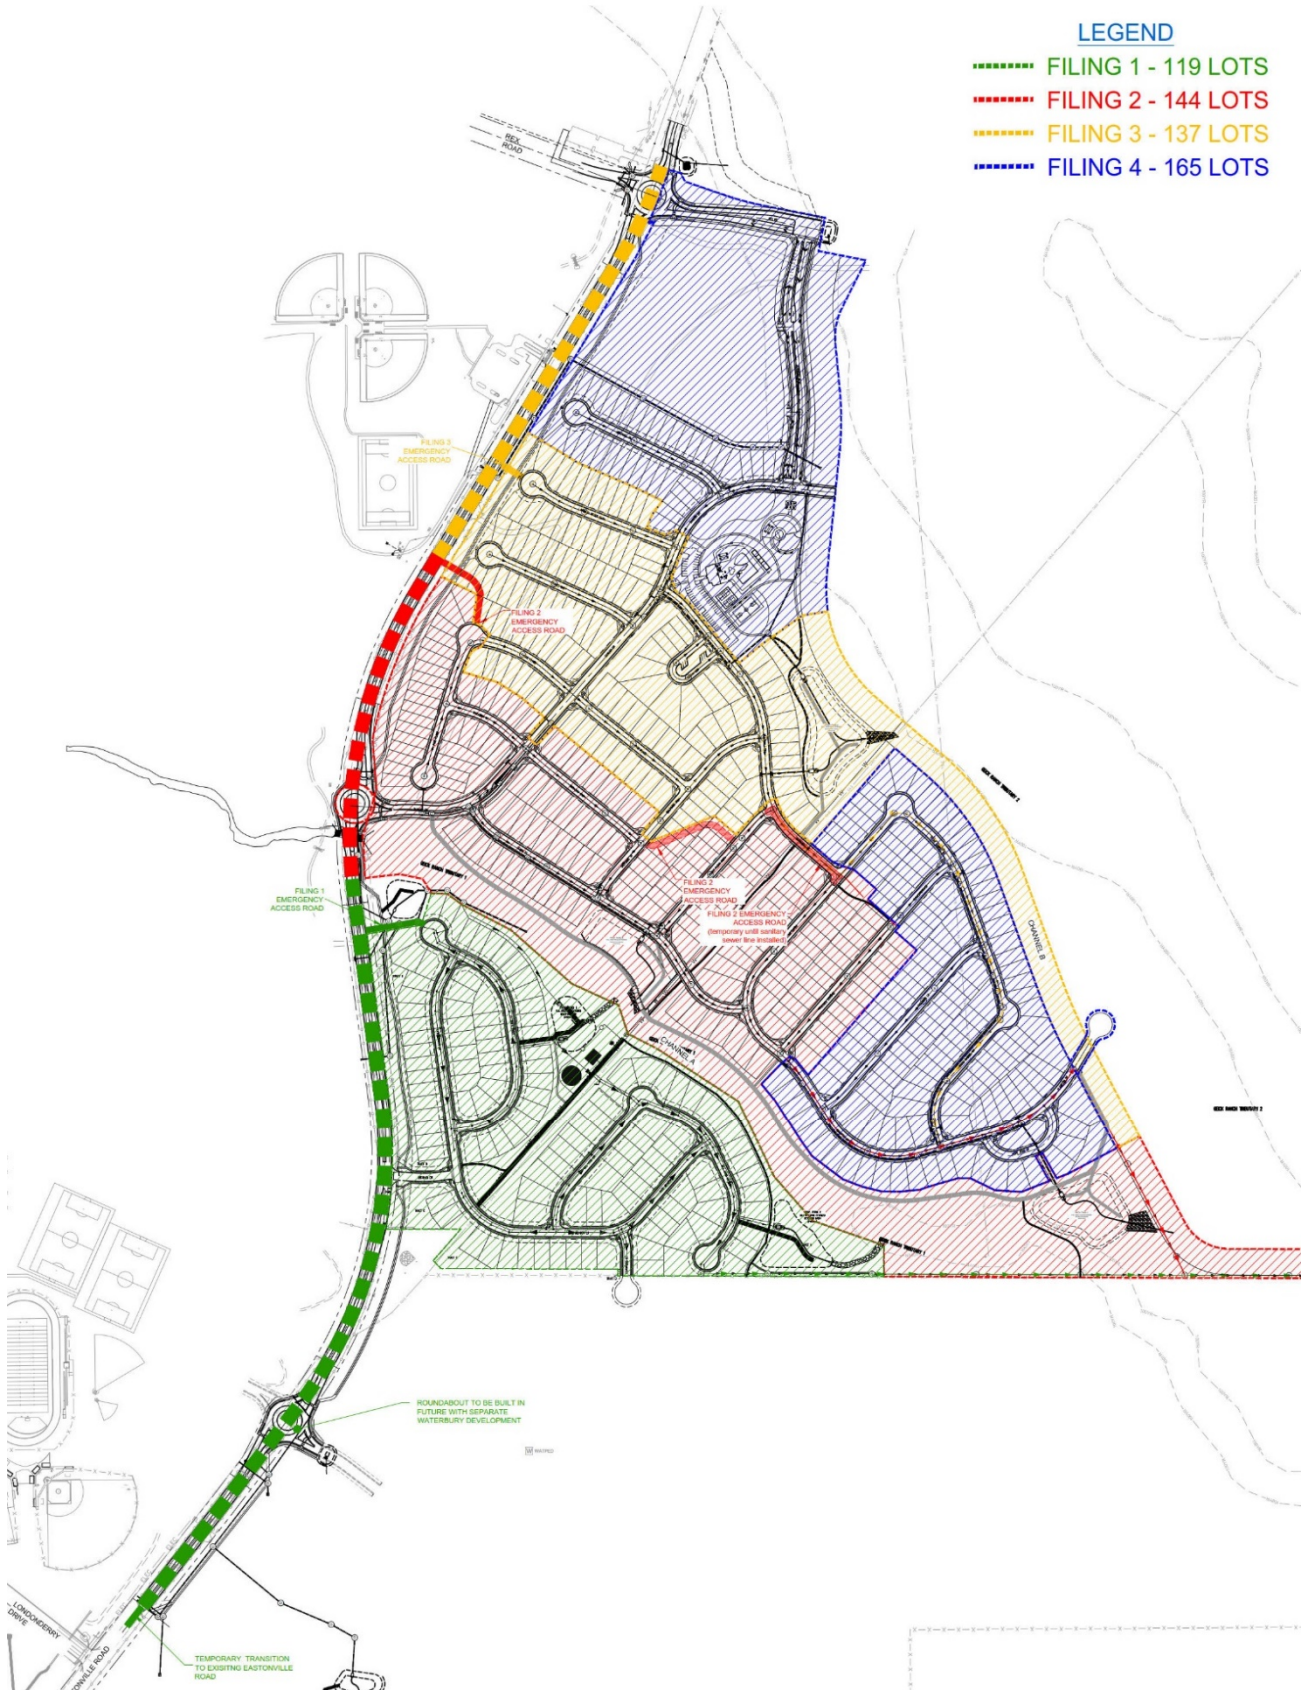 LEGEND
FILING 1 - 119 LOTS
FILING 2 - 144 LOTS
FILING 3 - 137 LOTS
FILING 4 - 165 LOTS
REX
ROAD
FILING 3
EMERGENCY
ACCESS ROAD
FILING 2
EMERGENCY
ACCESS ROAD
FILING 1
EMERGENCY
ACCESS ROAD
FILING 2
EMERGENCY
ACCESS ROAD
FILING 2 EMERGENCY
ACCESS ROAD
(temporary until sanitary
sewer line installed)
CHANNEL B
CHANNEL A
ROUNDABOUT TO BE BUILT IN
FUTURE WITH SEPARATE
WATERBURY DEVELOPMENT
LONDONDERRY
DRIVE
TEMPORARY TRANSITION
TO EXISITNG EASTONVILLE
ROAD
TONVILLE ROAD